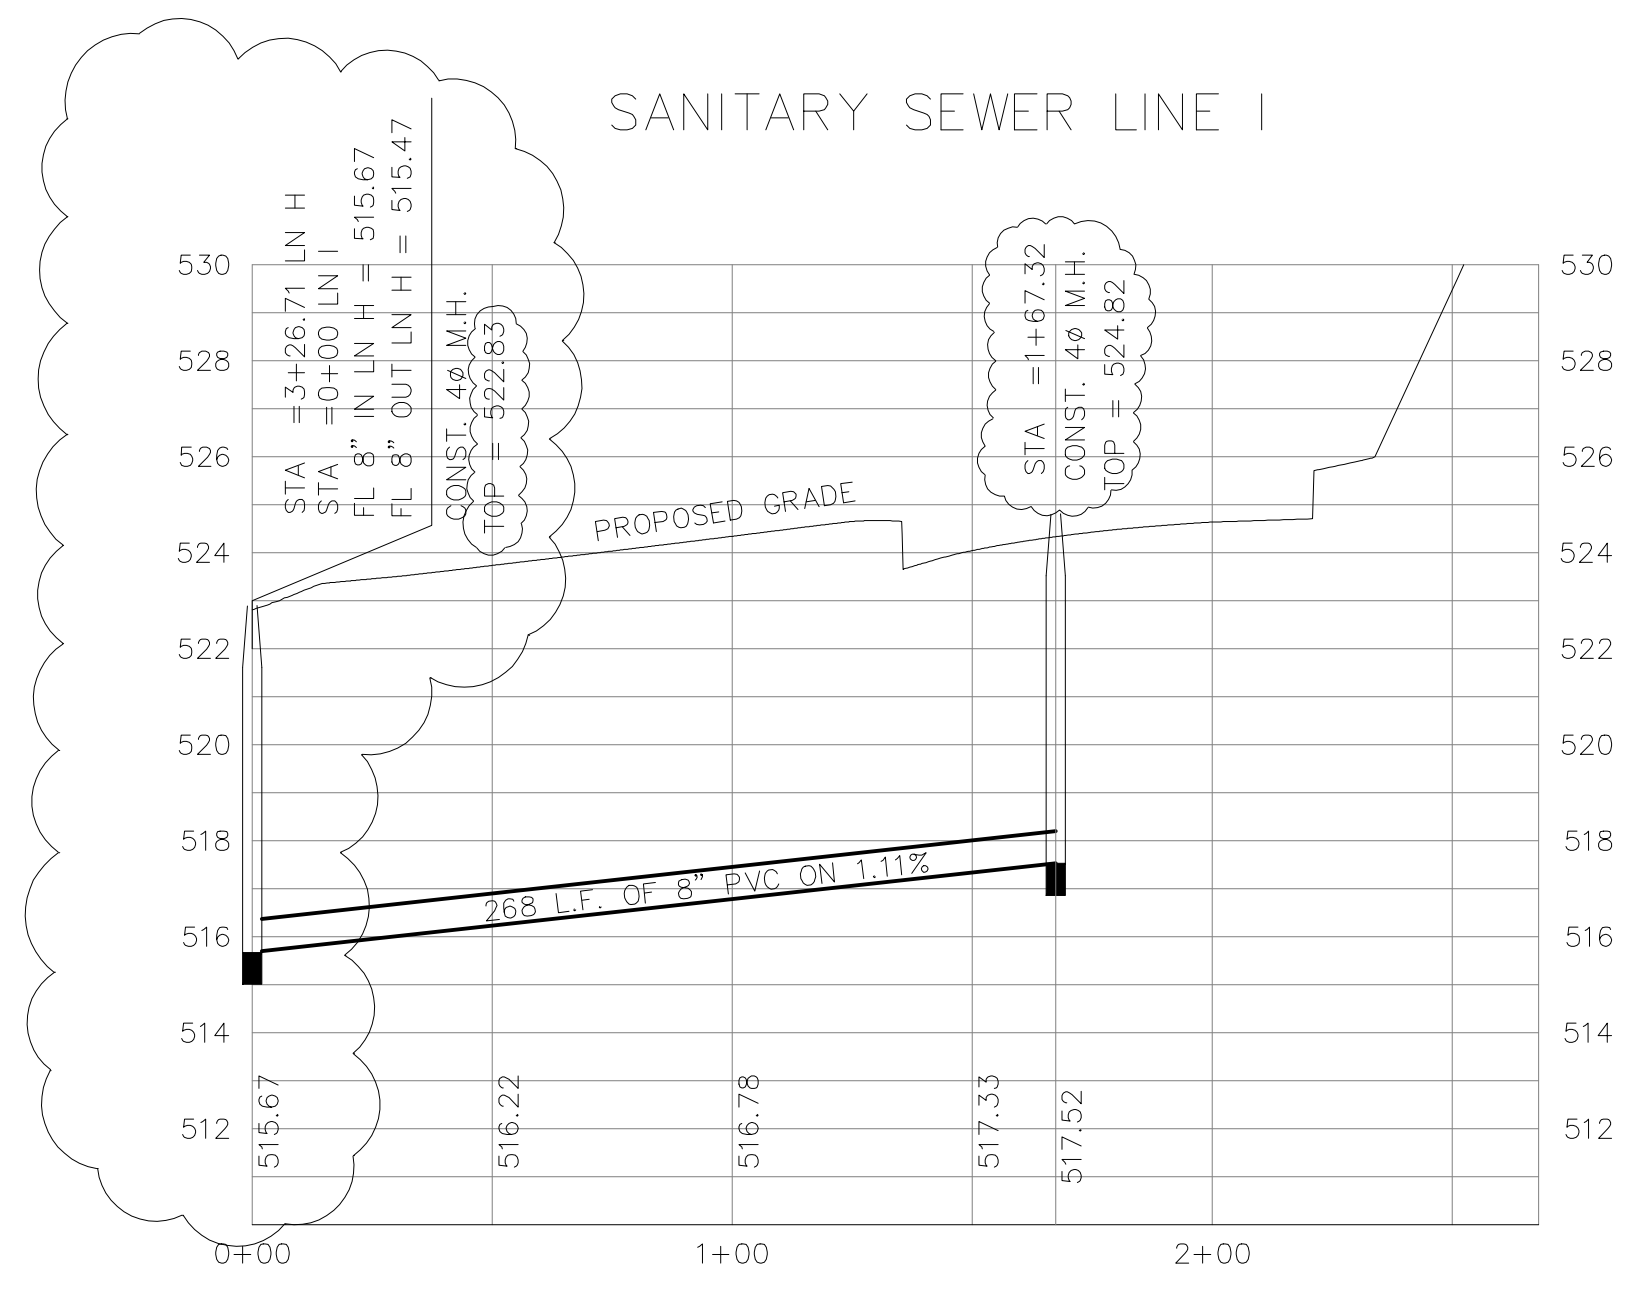 SANITARY SEWER LINE I
STA =3+26.71 LN H
STA =0+00 LN I
FL 8" IN LN H = 515.67
FL 8" OUT LN H = 515.47
CONST. 4ø M.H.
TOP = 522.83
STA =1+67.32
CONST. 4ø M.H.
TOP = 524.82
PROPOSED GRADE
268 L.F. OF 8" PVC ON 1.11%
530 530
528 528
526 526
524 524
522 522
520 520
518 518
516 516
514 514
512 512
515.67
516.22
516.78
517.33
517.52
0+00 1+00 2+00